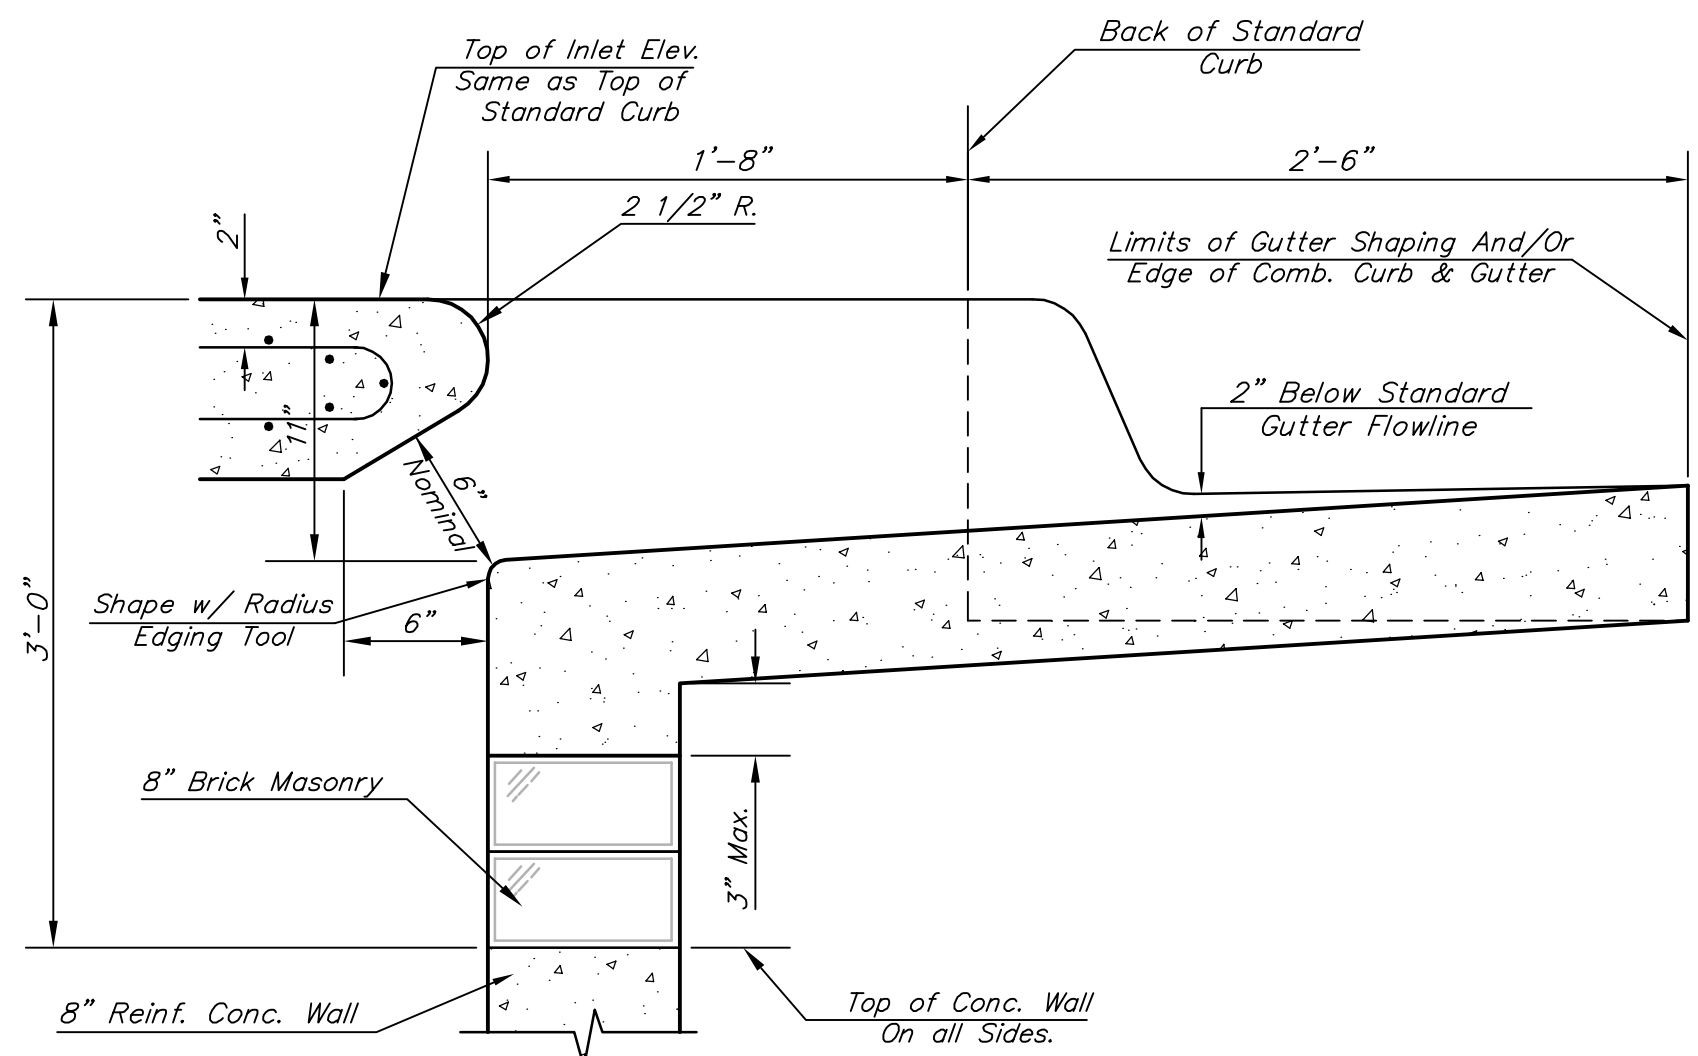 Back of Standard
Curb
Top of Inlet Elev.
Same as Top of
Standard Curb
1'-8"
2'-6"
2 1/2" R.
2"
Limits of Gutter Shaping And/Or
Edge of Comb. Curb & Gutter
2" Below Standard
Gutter Flowline
11"
6"
Nominal
3'-0"
Shape w/ Radius
Edging Tool
6"
8" Brick Masonry
3" Max.
8" Reinf. Conc. Wall
Top of Conc. Wall
On all Sides.